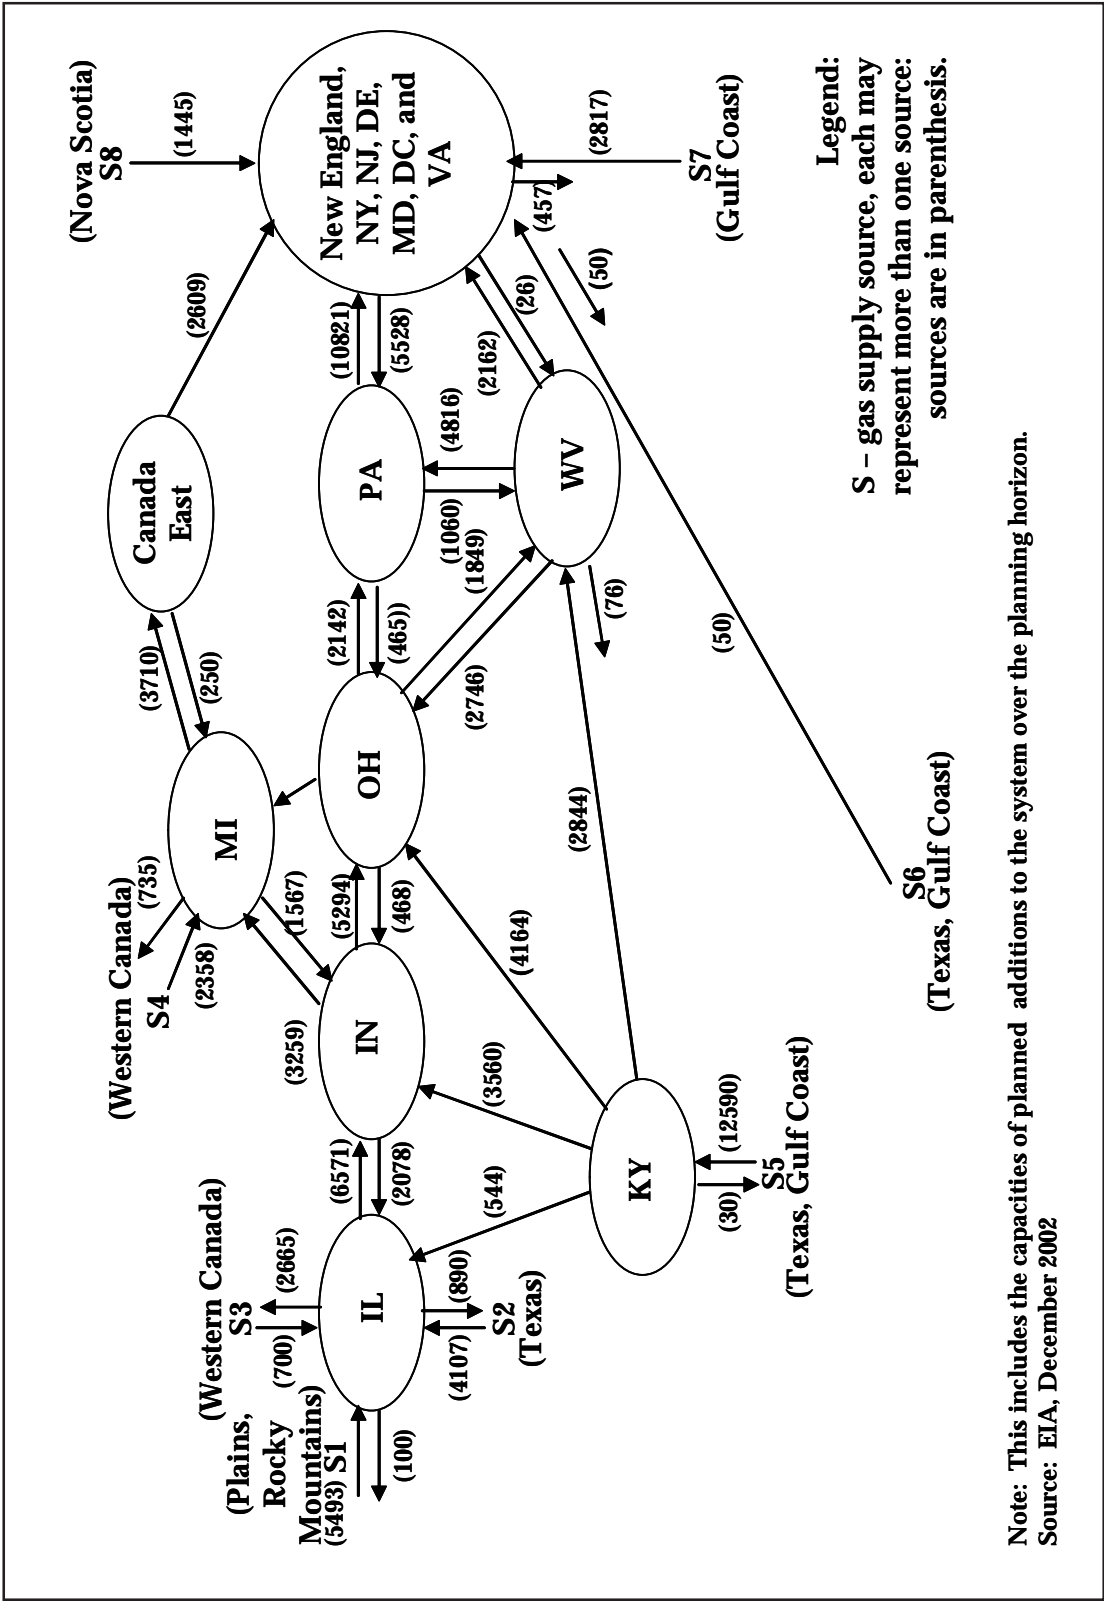 (Nova Scotia)
S8
(1445)
(2609)
New England,
NY, NJ, DE,
MD, DC, and
VA
Canada
East
(3710)
(250)
(10821)
(5528)
(457)
(2817)
S7
(Gulf Coast)
(50)
(26)
(2162)
PA
(4816)
(1060)
(1849)
WV
(76)
(2142)
(465))
(2746)
OH
MI
(735)
(Western Canada)
S4
(2358)
(1567)
(3259)
(5294)
(468)
IN
(4164)
(2844)
(50)
S6
(Texas, Gulf Coast)
(3560)
(6571)
(2078)
(544)
KY
(12590)
(30)
S5
(Texas, Gulf Coast)
(Western Canada)
S3
(2665)
(700)
IL
(890)
(4107)
S2
(Texas)
(Plains,
Rocky
Mountains)
(5493) S1
(100)
Legend:
S – gas supply source, each may
represent more than one source:
sources are in parenthesis.
Note: This includes the capacities of planned additions to the system over the planning horizon.
Source: EIA, December 2002